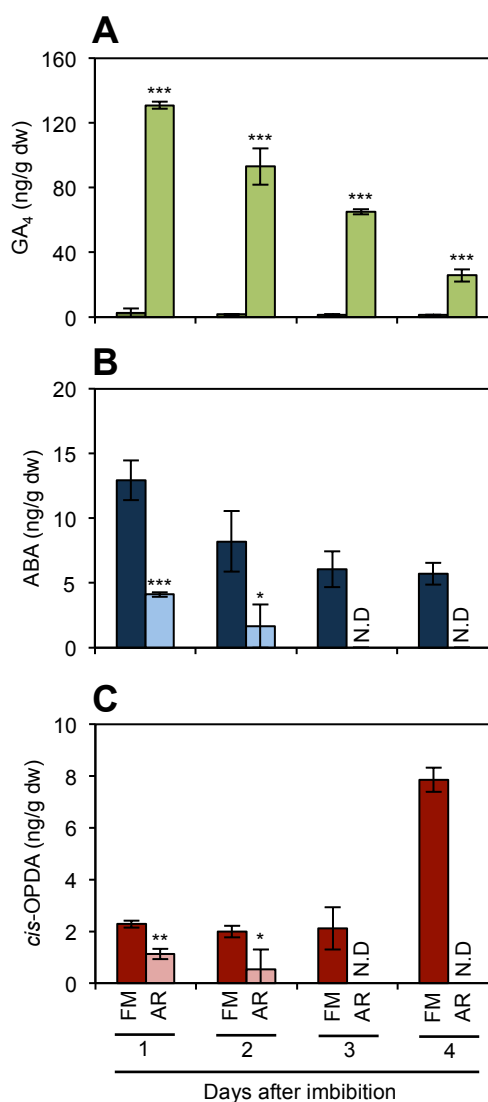 A
GA4 (ng/g dw)
160
120
80
40
0
***
***
***
***
B
ABA (ng/g dw)
20
15
10
5
0
***
*
N.D
N.D
C
cis-OPDA (ng/g dw)
10
8
6
4
2
0
**
*
N.D
N.D
FM AR FM AR FM AR FM AR
1 2 3 4
Days after imbibition